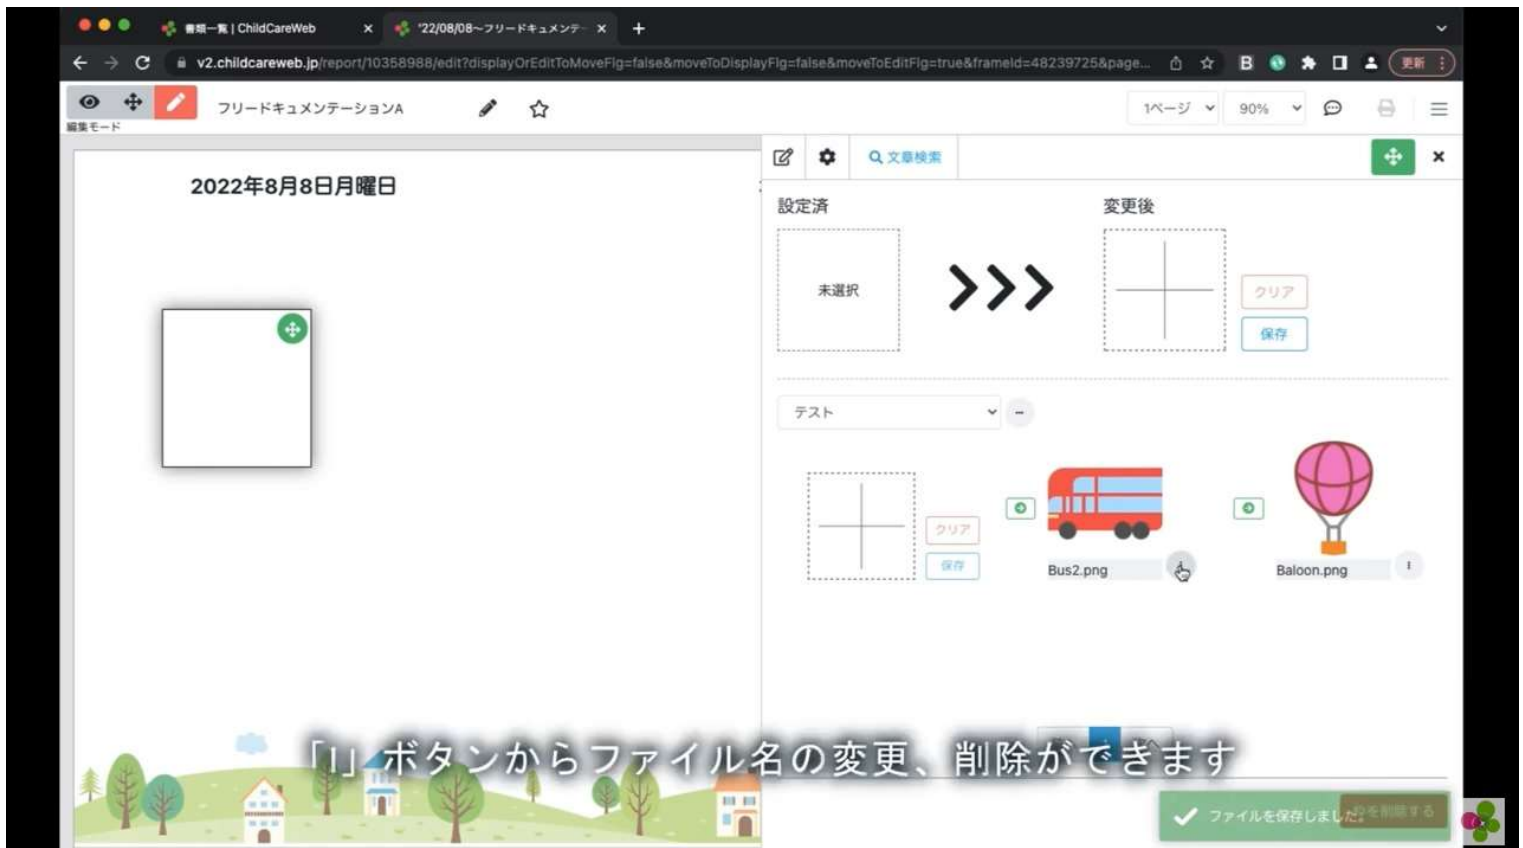 書類一覧 | ChildCareWeb
'22/08/08〜フリードキュメンテ
v2.childcareweb.jp/report/10358988/edit?displayOrEditToMoveFlg=false&moveToDisplayFlg=false&moveToEditFlg=true&frameId=48239725&page...
更新
編集モード
フリードキュメンテーションA
1ページ
90%
文章検索
2022年8月8日月曜日
設定済
変更後
未選択
クリア
保存
テスト
クリア
保存
Bus2.png
Baloon.png
「⁝」ボタンからファイル名の変更、削除ができます
ファイルを保存しました。
を削除する